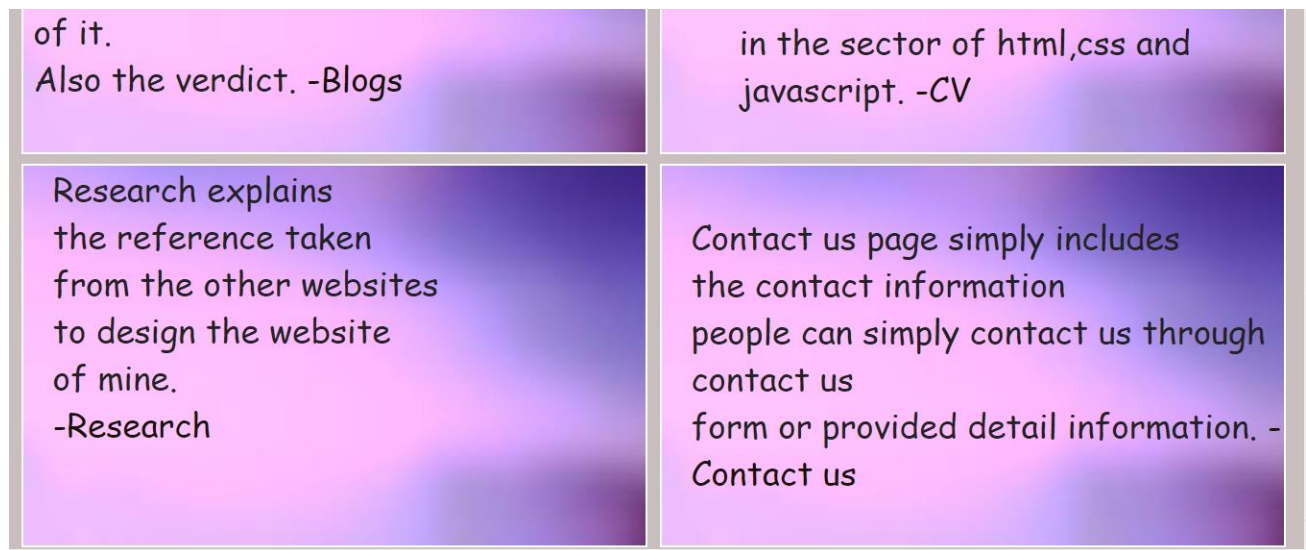 of it.
Also the verdict. -Blogs
in the sector of html,css and
javascript. -CV
Research explains
the reference taken
from the other websites
to design the website
of mine.
-Research
Contact us page simply includes
the contact information
people can simply contact us through
contact us
form or provided detail information. -
Contact us